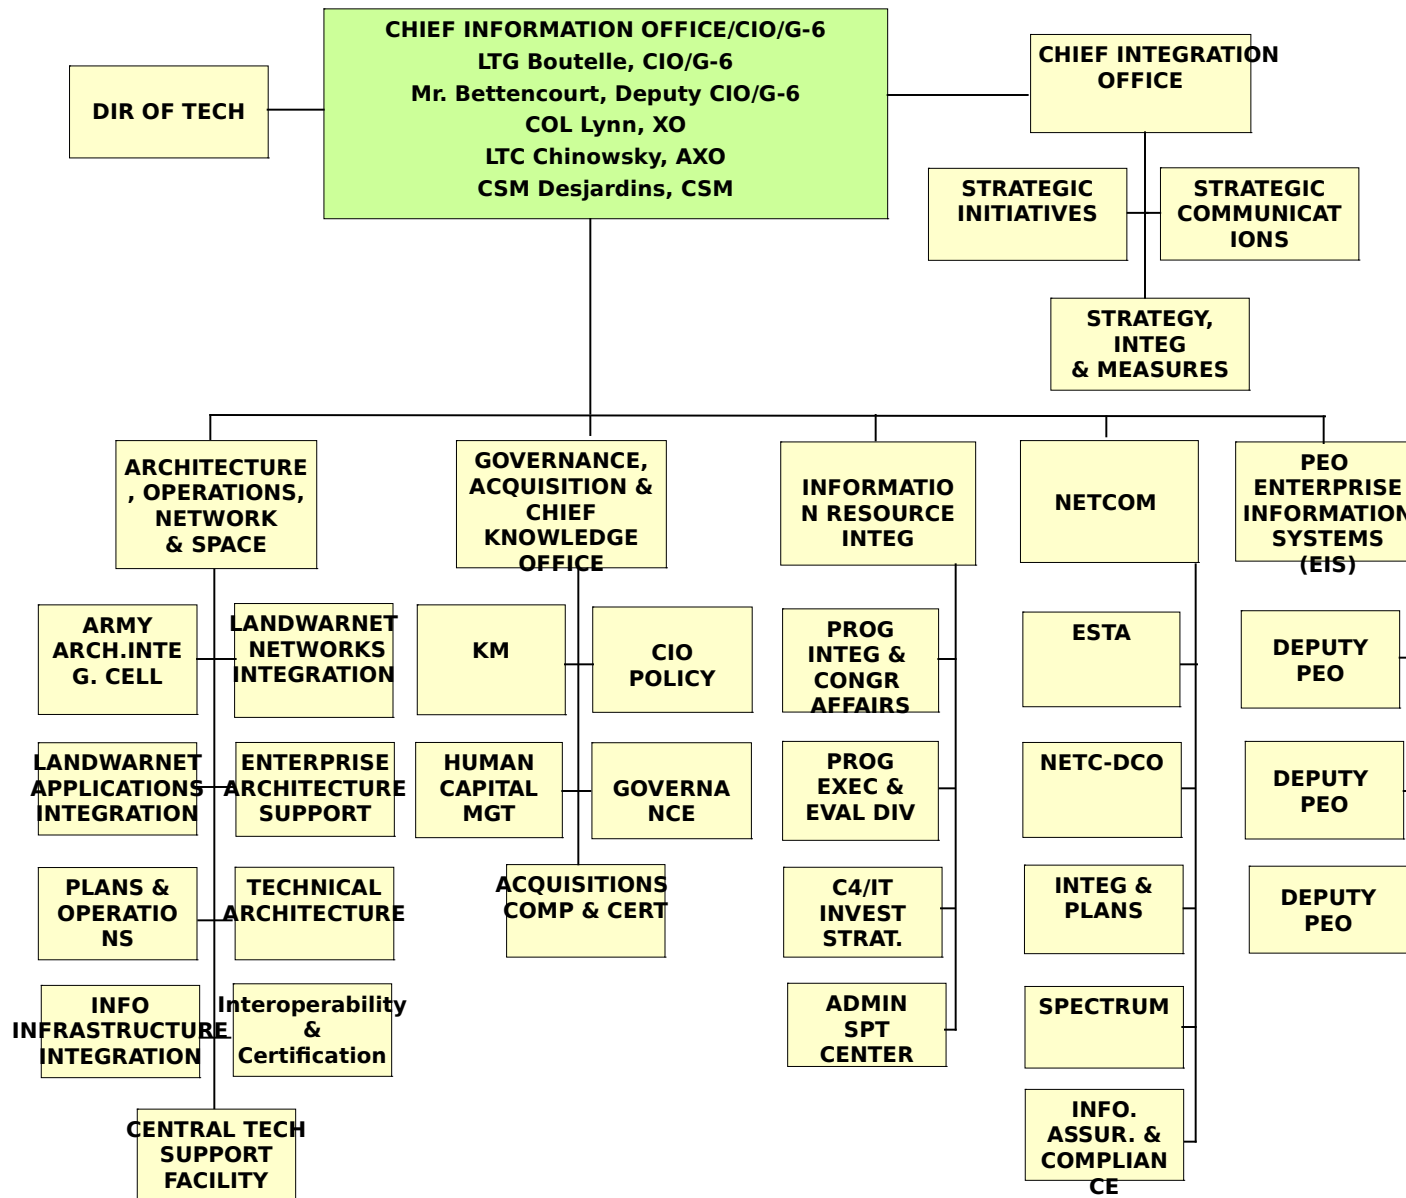 CHIEF INFORMATION OFFICE/CIO/G-6
LTG Boutelle, CIO/G-6
Mr. Bettencourt, Deputy CIO/G-6
COL Lynn, XO
LTC Chinowsky, AXO
CSM Desjardins, CSM
DIR OF TECH
CHIEF INTEGRATION
OFFICE
STRATEGIC
INITIATIVES
STRATEGIC
COMMUNICAT
IONS
STRATEGY,
INTEG
& MEASURES
ARCHITECTURE
, OPERATIONS,
NETWORK
& SPACE
GOVERNANCE,
ACQUISITION &
CHIEF
KNOWLEDGE
OFFICE
INFORMATIO
N RESOURCE
INTEG
NETCOM
PEO
ENTERPRISE
INFORMATION
SYSTEMS
(EIS)
ARMY
ARCH.INTE
G. CELL
LANDWARNET
NETWORKS
INTEGRATION
KM
CIO
POLICY
PROG
INTEG &
CONGR
AFFAIRS
ESTA
DEPUTY
PEO
LANDWARNET
APPLICATIONS
INTEGRATION
ENTERPRISE
ARCHITECTURE
SUPPORT
HUMAN
CAPITAL
MGT
GOVERNA
NCE
PROG
EXEC &
EVAL DIV
NETC-DCO
DEPUTY
PEO
PLANS &
OPERATIO
NS
TECHNICAL
ARCHITECTURE
ACQUISITIONS
COMP & CERT
C4/IT
INVEST
STRAT.
INTEG &
PLANS
DEPUTY
PEO
INFO
INFRASTRUCTURE
INTEGRATION
Interoperability
&
Certification
ADMIN
SPT
CENTER
SPECTRUM
CENTRAL TECH
SUPPORT
FACILITY
INFO.
ASSUR. &
COMPLIAN
CE